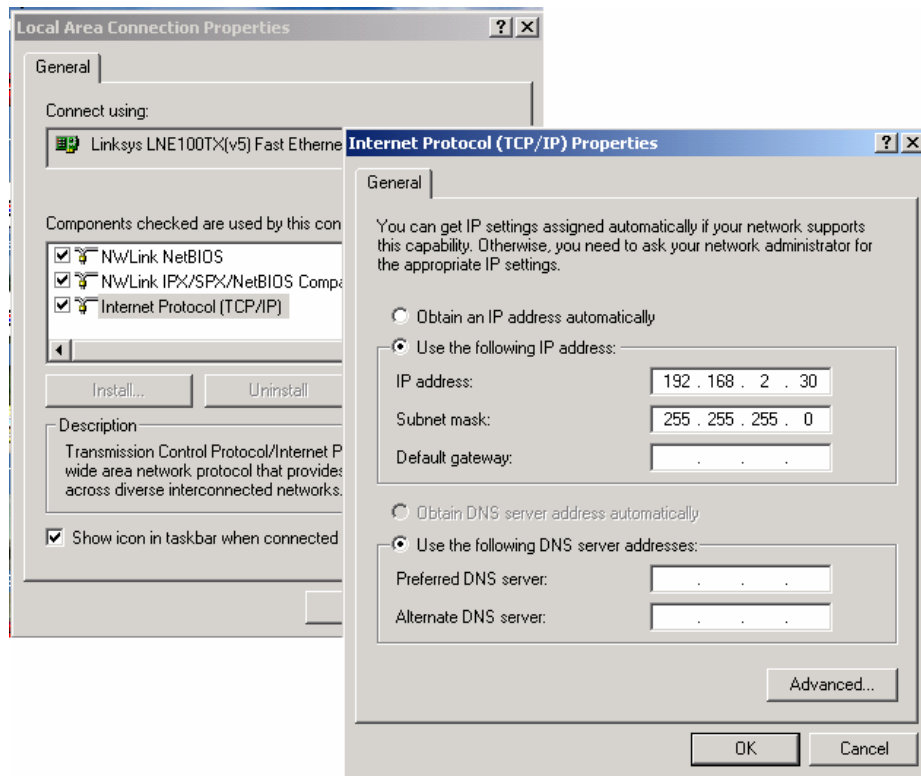 Local Area Connection Properties
General
Connect using:
Linksys LNE100TX(v5) Fast Etherne
Components checked are used by this con
NWLink NetBIOS
NWLink IPX/SPX/NetBIOS Compa
Internet Protocol (TCP/IP)
Install...
Uninstall
Description
Transmission Control Protocol/Internet P
wide area network protocol that provides
across diverse interconnected networks.
Show icon in taskbar when connected
Internet Protocol (TCP/IP) Properties
General
You can get IP settings assigned automatically if your network supports
this capability. Otherwise, you need to ask your network administrator for
the appropriate IP settings.
Obtain an IP address automatically
Use the following IP address:
IP address: 192 . 168 . 2 . 30
Subnet mask: 255 . 255 . 255 . 0
Default gateway: . . .
Obtain DNS server address automatically
Use the following DNS server addresses:
Preferred DNS server: . . .
Alternate DNS server: . . .
Advanced...
OK
Cancel